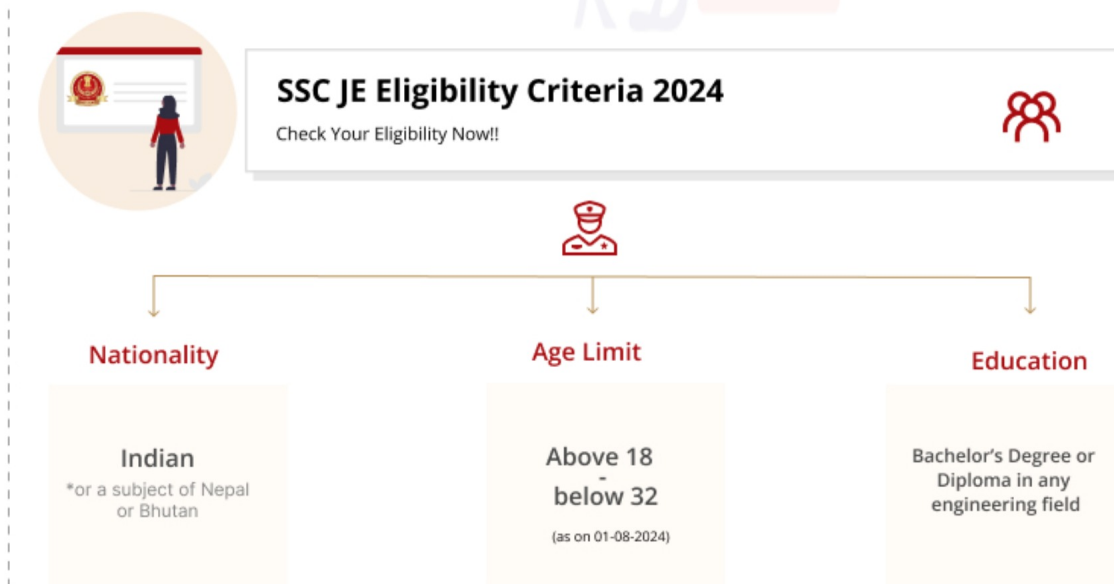 SSC JE Eligibility Criteria 2024
Check Your Eligibility Now!!
Nationality
Indian
*or a subject of Nepal
or Bhutan
Age Limit
Above 18
-
below 32
(as on 01-08-2024)
Education
Bachelor's Degree or
Diploma in any
engineering field